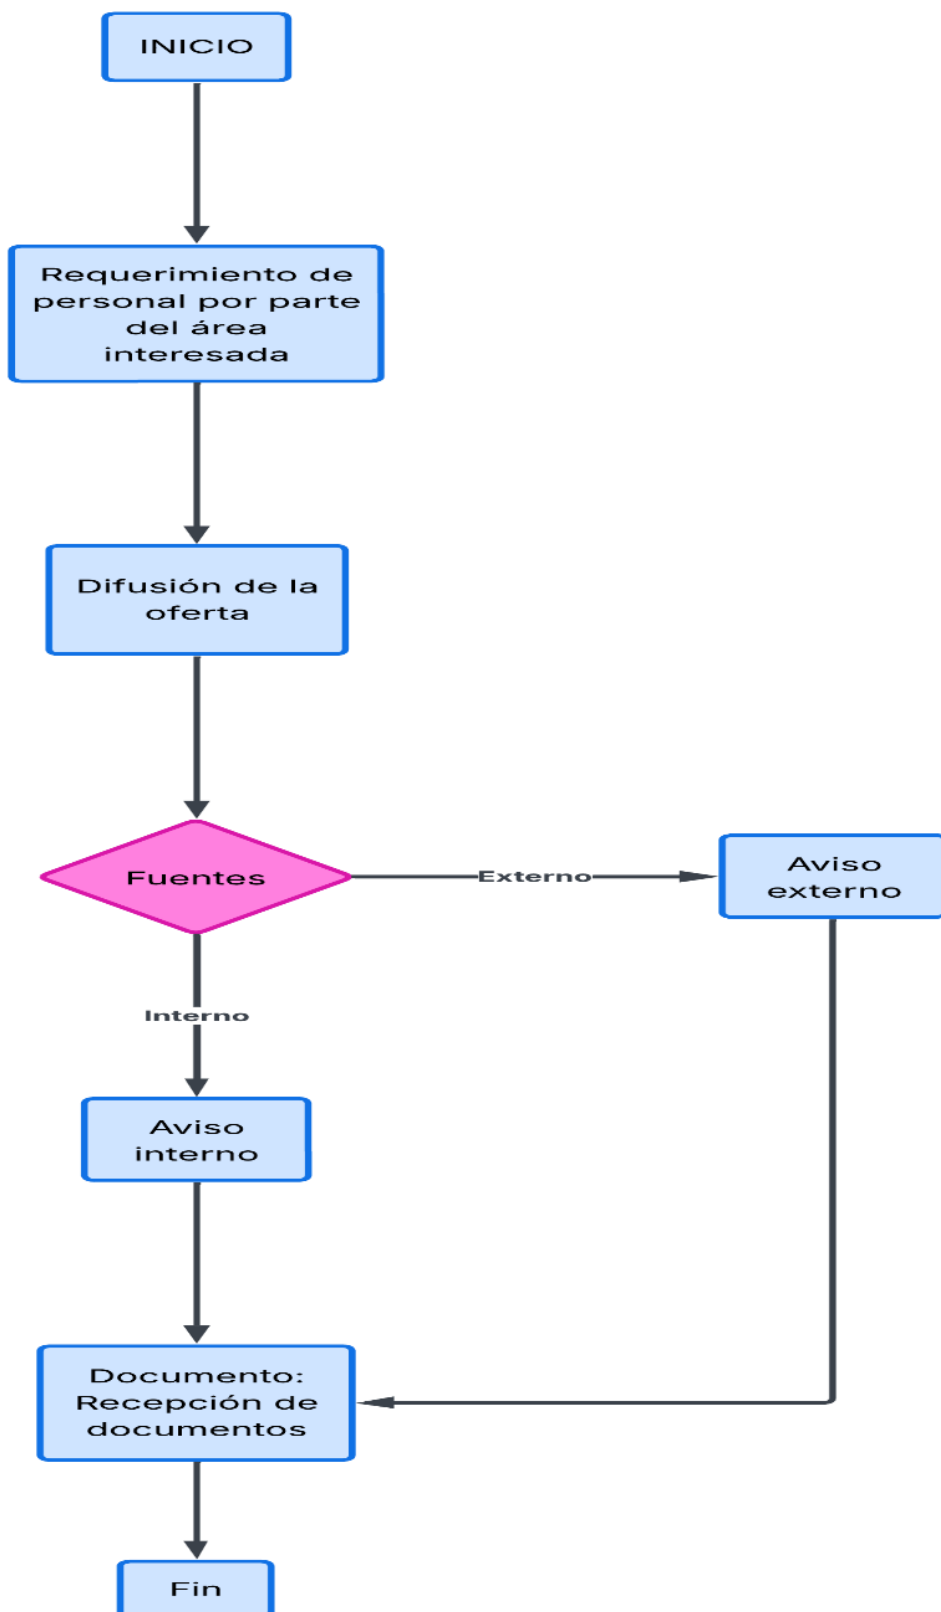 INICIO
Requerimiento de
personal por parte
del área
interesada
Difusión de la
oferta
Fuentes
Externo
Aviso
externo
Interno
Aviso
interno
Documento:
Recepción de
documentos
Fin